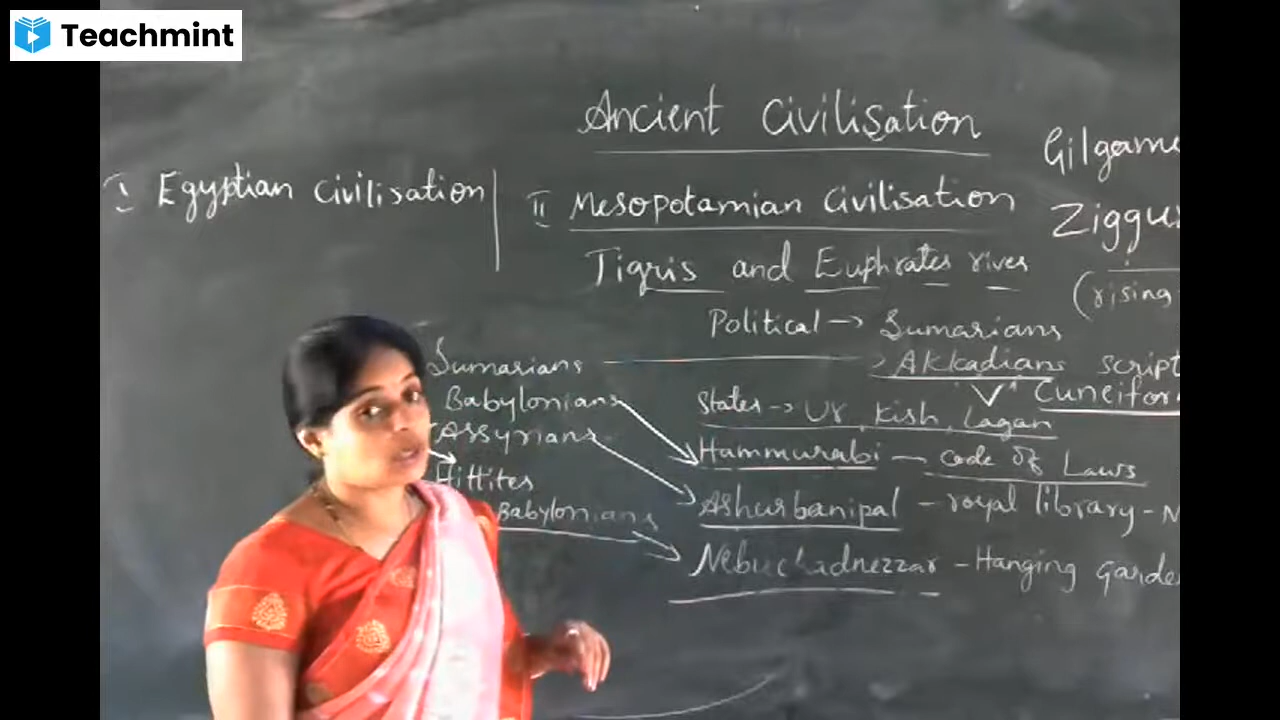 Teachmint
Ancient Civilisation
I Egyptian Civilisation
II Mesopotamian Civilisation
Tigris and Euphrates river
Political → Sumarians
Sumarians → Akkadians
Babylonians
Assyrians
Hittites
Babylonians
States → Ur, Kish, Lagan
Hammurabi – code of Laws
Ashurbanipal – royal library – N
Nebuchadnezzar – Hanging garde
Gilgame
Ziggu
(rising
script
Cuneifor